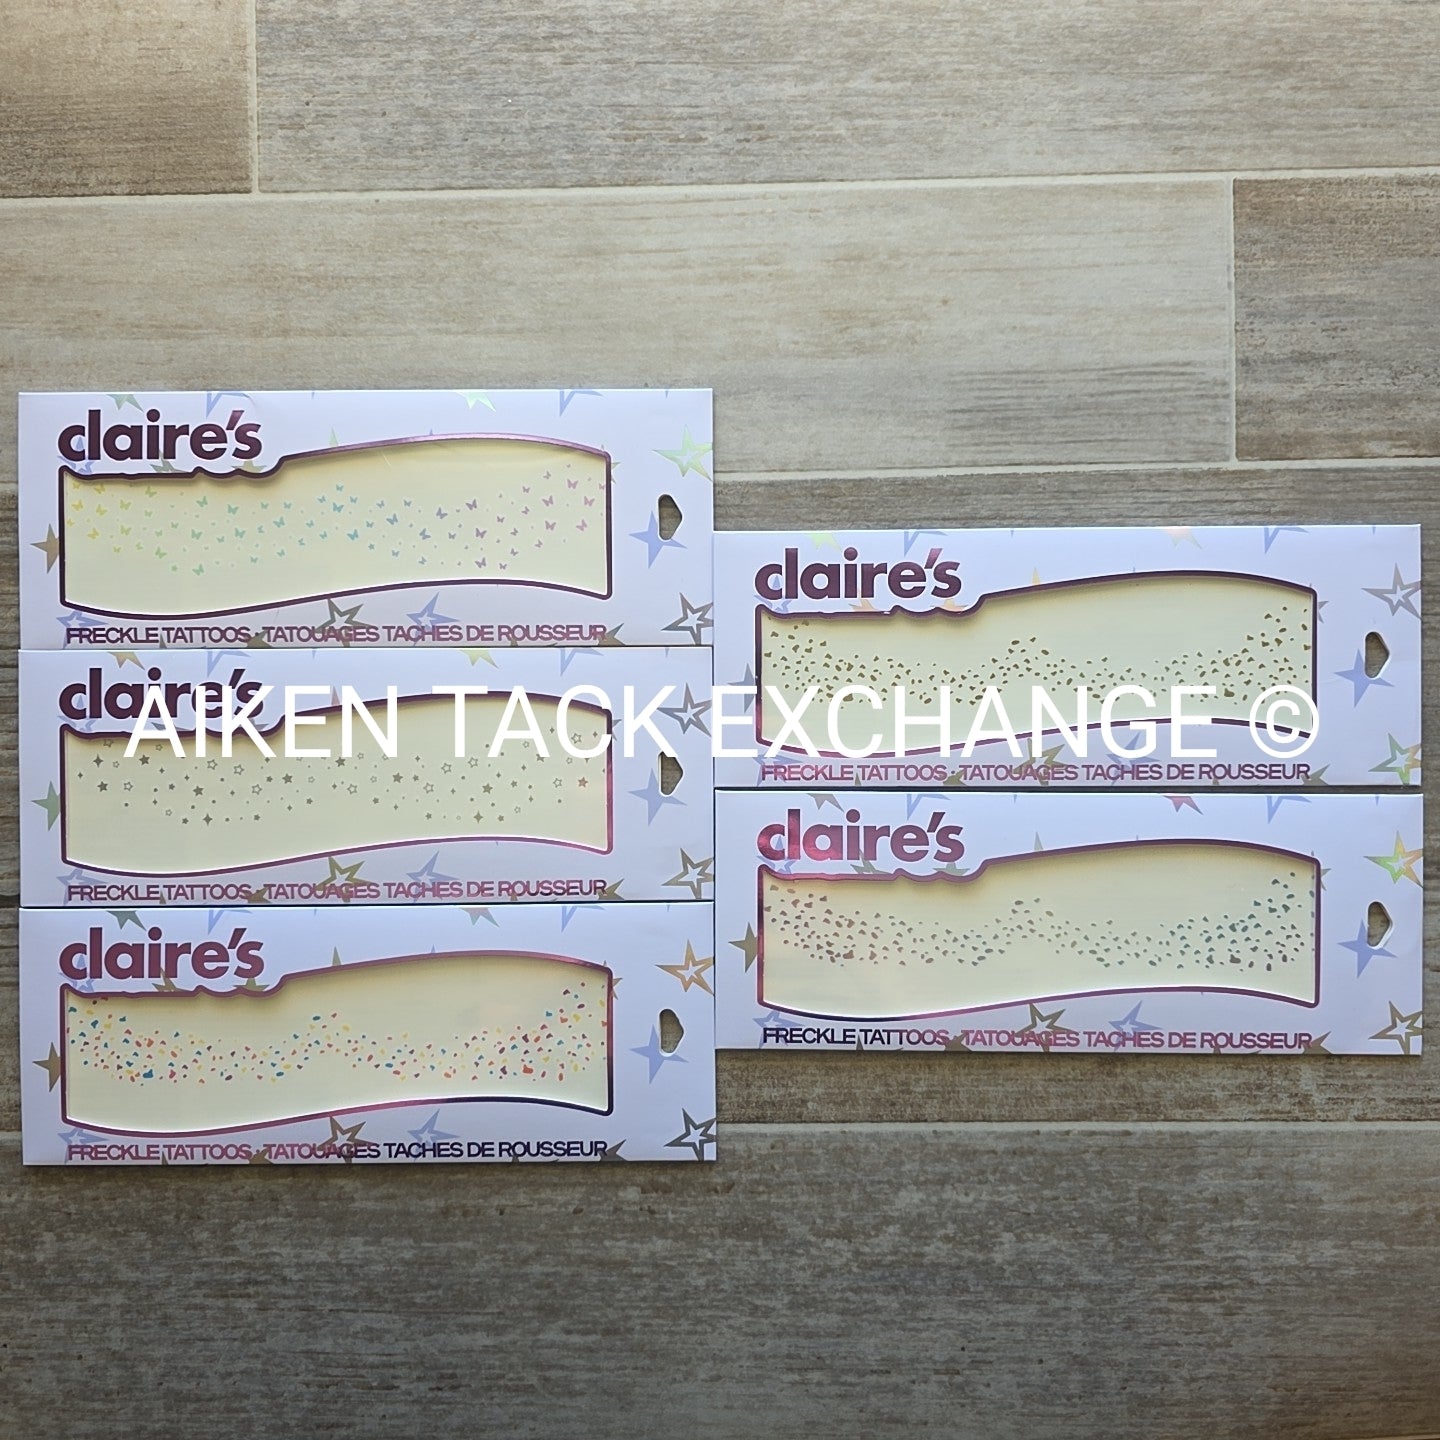 claire's
FRECKLE TATTOOS · TATOUAGES TACHES DE ROUSSEUR
claire's
FRECKLE TATTOOS · TATOUAGES TACHES DE ROUSSEUR
claire's
FRECKLE TATTOOS · TATOUAGES TACHES DE ROUSSEUR
claire's
FRECKLE TATTOOS · TATOUAGES TACHES DE ROUSSEUR
claire's
FRECKLE TATTOOS · TATOUAGES TACHES DE ROUSSEUR
AIKEN TACK EXCHANGE ©